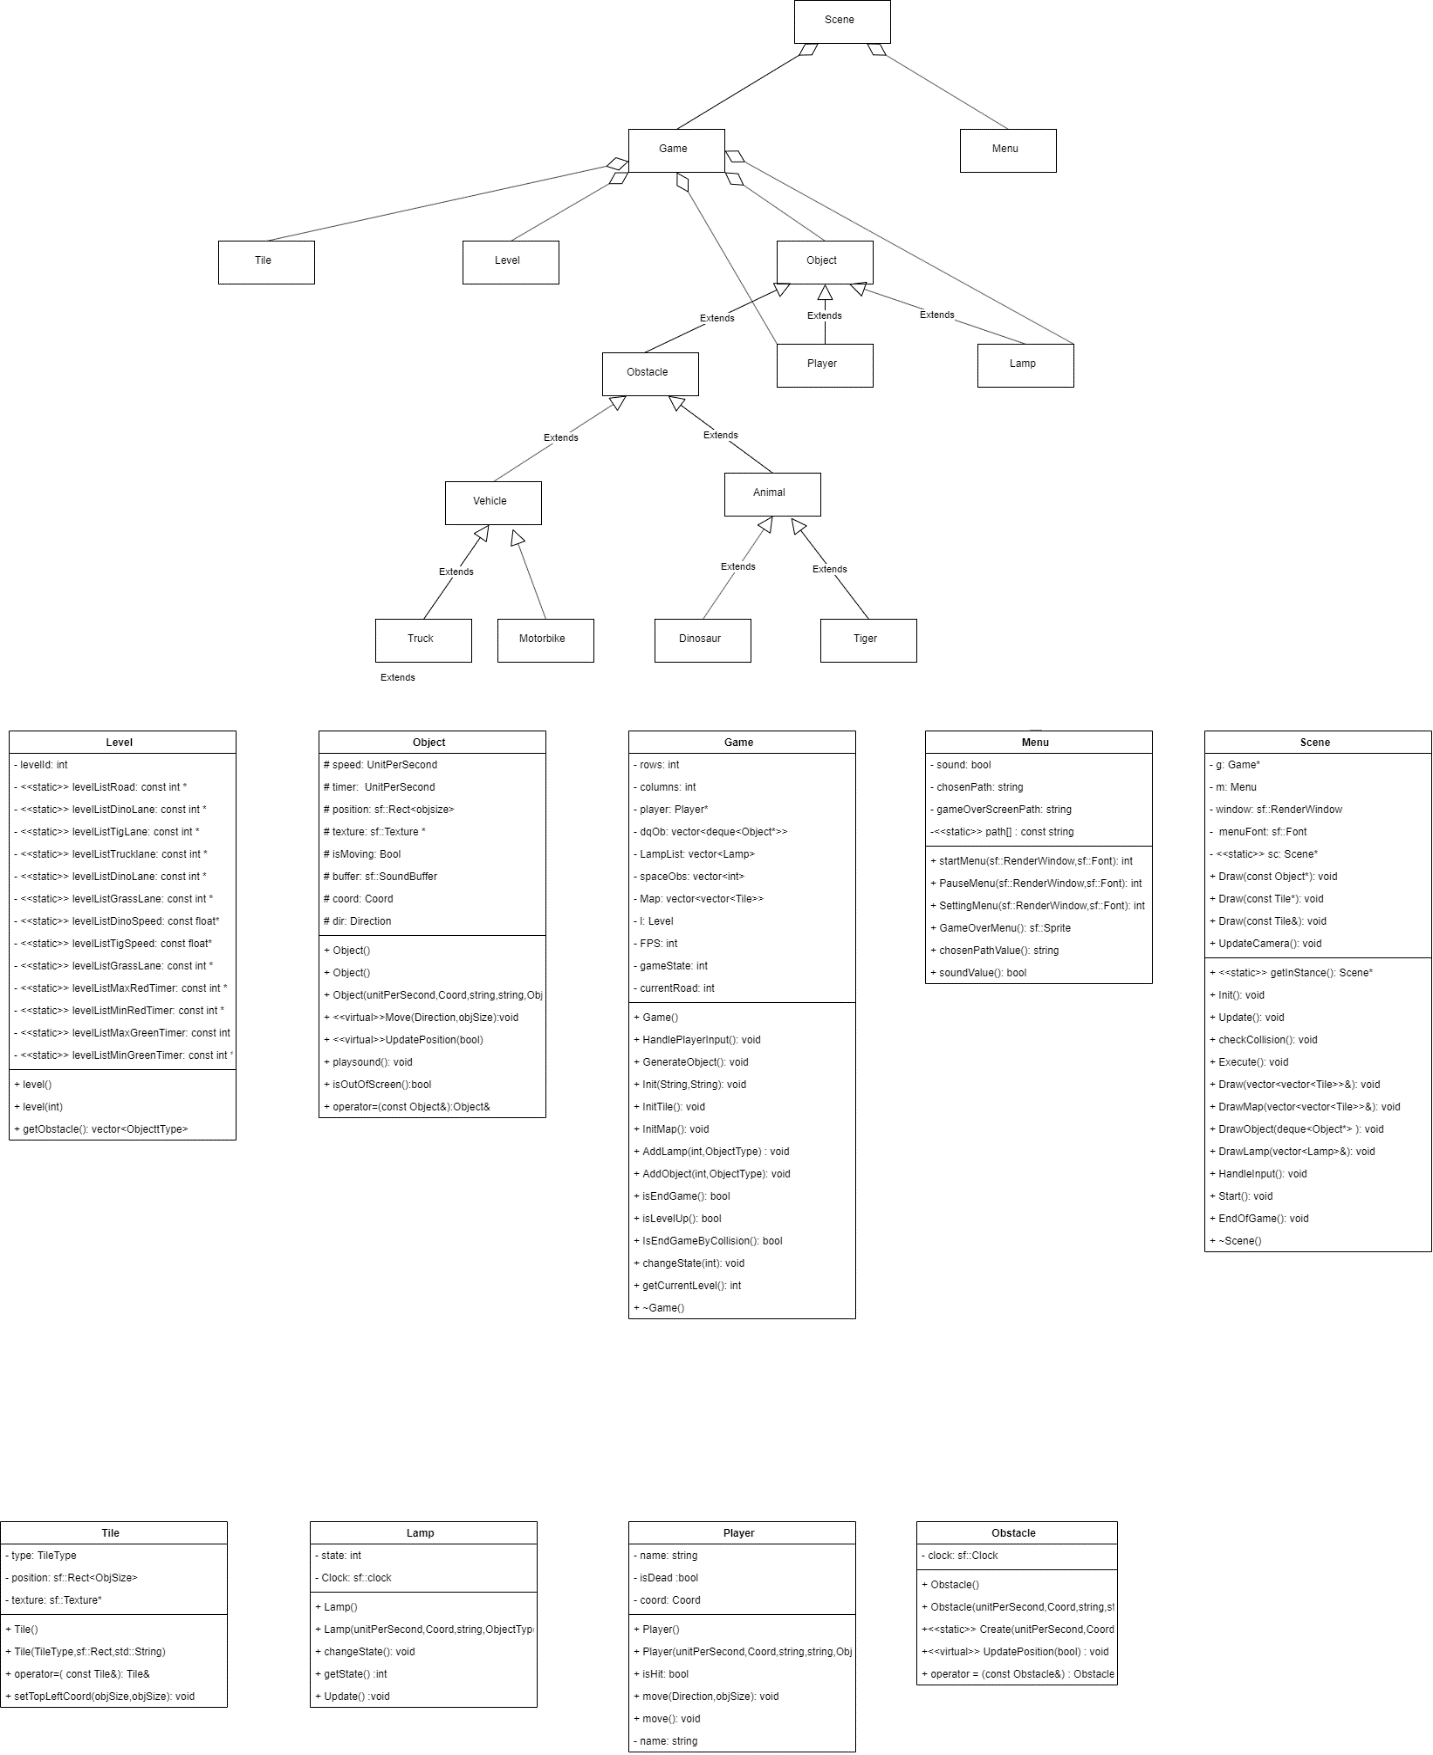 Scene
Game
Menu
Tile
Level
Object
Extends
Extends
Extends
Obstacle
Player
Lamp
Extends
Extends
Vehicle
Animal
Extends
Extends
Extends
Truck
Motorbike
Dinosaur
Tiger
Extends
Level
- levelId: int
- <<static>> levelListRoad: const int *
- <<static>> levelListDinoLane: const int *
- <<static>> levelListTigLane: const int *
- <<static>> levelListTrucklane: const int *
- <<static>> levelListDinoLane: const int *
- <<static>> levelListGrassLane: const int *
- <<static>> levelListDinoSpeed: const float*
- <<static>> levelListTigSpeed: const float*
- <<static>> levelListGrassLane: const int *
- <<static>> levelListMaxRedTimer: const int *
- <<static>> levelListMinRedTimer: const int *
- <<static>> levelListMaxGreenTimer: const int
- <<static>> levelListMinGreenTimer: const int *
+ level()
+ level(int)
+ getObstacle(): vector<ObjecttType>
Object
# speed: UnitPerSecond
# timer:  UnitPerSecond
# position: sf::Rect<objsize>
# texture: sf::Texture *
# isMoving: Bool
# buffer: sf::SoundBuffer
# coord: Coord
# dir: Direction
+ Object()
+ Object()
+ Object(unitPerSecond,Coord,string,string,Obj
+ <<virtual>>Move(Direction,objSize):void
+ <<virtual>>UpdatePosition(bool)
+ playsound(): void
+ isOutOfScreen():bool
+ operator=(const Object&):Object&
Game
- rows: int
- columns: int
- player: Player*
- dqOb: vector<deque<Object*>>
- LampList: vector<Lamp>
- spaceObs: vector<int>
- Map: vector<vector<Tile>>
- l: Level
- FPS: int
- gameState: int
- currentRoad: int
+ Game()
+ HandlePlayerInput(): void
+ GenerateObject(): void
+ Init(String,String): void
+ InitTile(): void
+ InitMap(): void
+ AddLamp(int,ObjectType) : void
+ AddObject(int,ObjectType): void
+ isEndGame(): bool
+ isLevelUp(): bool
+ IsEndGameByCollision(): bool
+ changeState(int): void
+ getCurrentLevel(): int
+ ~Game()
Menu
- sound: bool
- chosenPath: string
- gameOverScreenPath: string
-<<static>> path[] : const string
+ startMenu(sf::RenderWindow,sf::Font): int
+ PauseMenu(sf::RenderWindow,sf::Font): int
+ SettingMenu(sf::RenderWindow,sf::Font): int
+ GameOverMenu(): sf::Sprite
+ chosenPathValue(): string
+ soundValue(): bool
Scene
- g: Game*
- m: Menu
- window: sf::RenderWindow
-  menuFont: sf::Font
- <<static>> sc: Scene*
+ Draw(const Object*): void
+ Draw(const Tile*): void
+ Draw(const Tile&): void
+ UpdateCamera(): void
+ <<static>> getInStance(): Scene*
+ Init(): void
+ Update(): void
+ checkCollision(): void
+ Execute(): void
+ Draw(vector<vector<Tile>>&): void
+ DrawMap(vector<vector<Tile>>&): void
+ DrawObject(deque<Object*> ): void
+ DrawLamp(vector<Lamp>&): void
+ HandleInput(): void
+ Start(): void
+ EndOfGame(): void
+ ~Scene()
Tile
- type: TileType
- position: sf::Rect<ObjSize>
- texture: sf::Texture*
+ Tile()
+ Tile(TileType,sf::Rect,std::String)
+ operator=( const Tile&): Tile&
+ setTopLeftCoord(objSize,objSize): void
Lamp
- state: int
- Clock: sf::clock
+ Lamp()
+ Lamp(unitPerSecond,Coord,string,ObjectTyp
+ changeState(): void
+ getState() :int
+ Update() :void
Player
- name: string
- isDead :bool
- coord: Coord
+ Player()
+ Player(unitPerSecond,Coord,string,string,Obj
+ isHit: bool
+ move(Direction,objSize): void
+ move(): void
- name: string
Obstacle
- clock: sf::Clock
+ Obstacle()
+ Obstacle(unitPerSecond,Coord,string,st
+<<static>> Create(unitPerSecond,Coord
+<<virtual>> UpdatePosition(bool) : void
+ operator = (const Obstacle&) : Obstacle